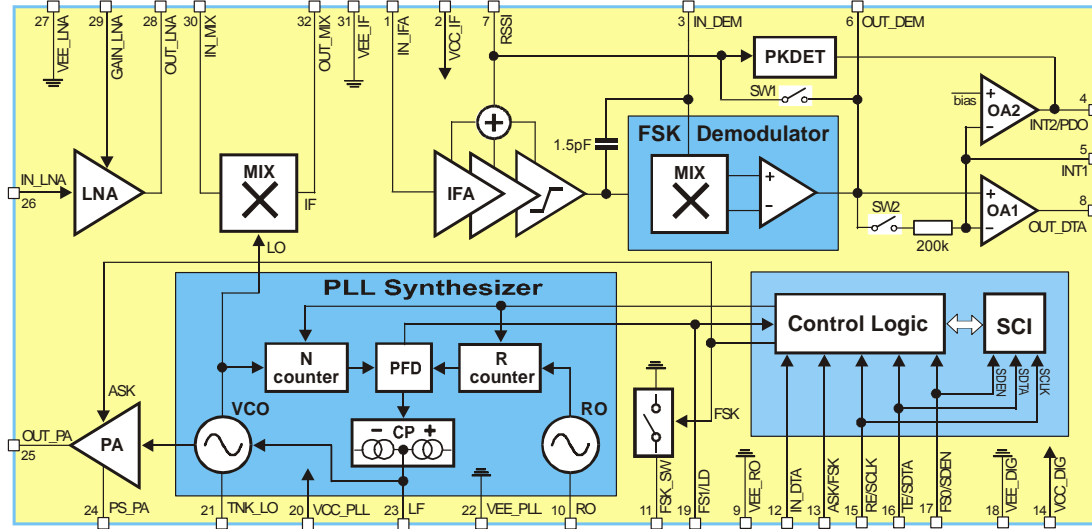 27
VEE_LNA
29
GAIN_LNA
28
OUT_LNA
30
IN_MIX
32
OUT_MIX
31
VEE_IF
1
IN_IFA
2
VCC_IF
7
RSSI
3
IN_DEM
6
OUT_DEM
PKDET
SW1
bias
+
−
OA2
4
INT2/PDO
5
INT1
+
−
OA1
8
OUT_DTA
SW2
200k
1.5pF
FSK Demodulator
MIX
+
−
+
IFA
IN_LNA
26
LNA
MIX
IF
LO
PLL Synthesizer
N
counter
PFD
R
counter
VCO
− CP +
RO
ASK
OUT_PA
25
PA
FSK
Control Logic
SCI
SDEN
SDTA
SCLK
24
PS_PA
21
TNK_LO
20
VCC_PLL
23
LF
22
VEE_PLL
10
RO
11
FSK_SW
19
FS1/LD
9
VEE_RO
12
IN_DTA
13
ASK/FSK
15
RE/SCLK
16
TE/SDTA
17
FS0/SDEN
18
VEE_DIG
14
VCC_DIG